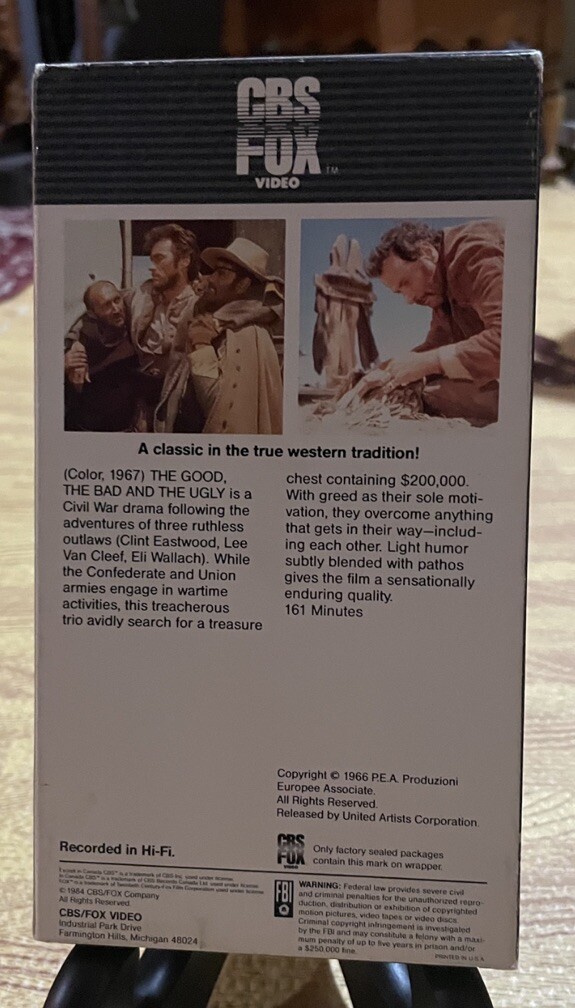 CBS
FOX
TM
VIDEO
A classic in the true western tradition!
(Color, 1967) THE GOOD,
THE BAD AND THE UGLY is a
Civil War drama following the
adventures of three ruthless
outlaws (Clint Eastwood, Lee
Van Cleef, Eli Wallach). While
the Confederate and Union
armies engage in wartime
activities, this treacherous
trio avidly search for a treasure
chest containing $200,000.
With greed as their sole moti-
vation, they overcome anything
that gets in their way—includ-
ing each other. Light humor
subtly blended with pathos
gives the film a sensationally
enduring quality.
161 Minutes
Copyright © 1966 P.E.A. Produzioni
Europee Associate.
All Rights Reserved.
Released by United Artists Corporation.
Recorded in Hi-Fi.
CBS
FOX
Only factory sealed packages
contain this mark on wrapper.
© 1984 CBS/FOX Company
All Rights Reserved
CBS/FOX VIDEO
Industrial Park Drive
Farmington Hills, Michigan 48024
FBI
WARNING: Federal law provides severe civil
and criminal penalties for the unauthorized repro-
duction, distribution or exhibition of copyrighted
motion pictures, video tapes or video discs.
Criminal copyright infringement is investigated
by the FBI and may constitute a felony with a maxi-
mum penalty of up to five years in prison and/or
a $250,000 fine.
PRINTED IN U.S.A.